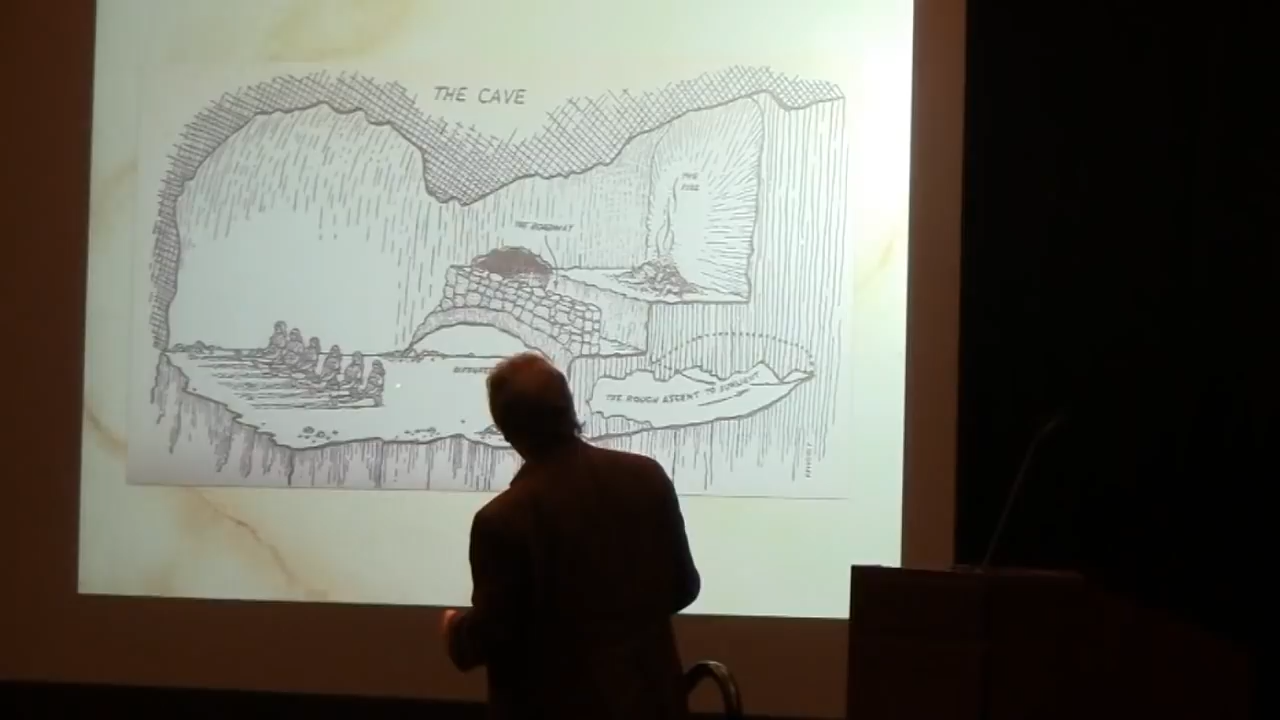 THE CAVE
THE
FIRE
THE ROADWAY
THE ROUGH ASCENT TO SUNLIGHT